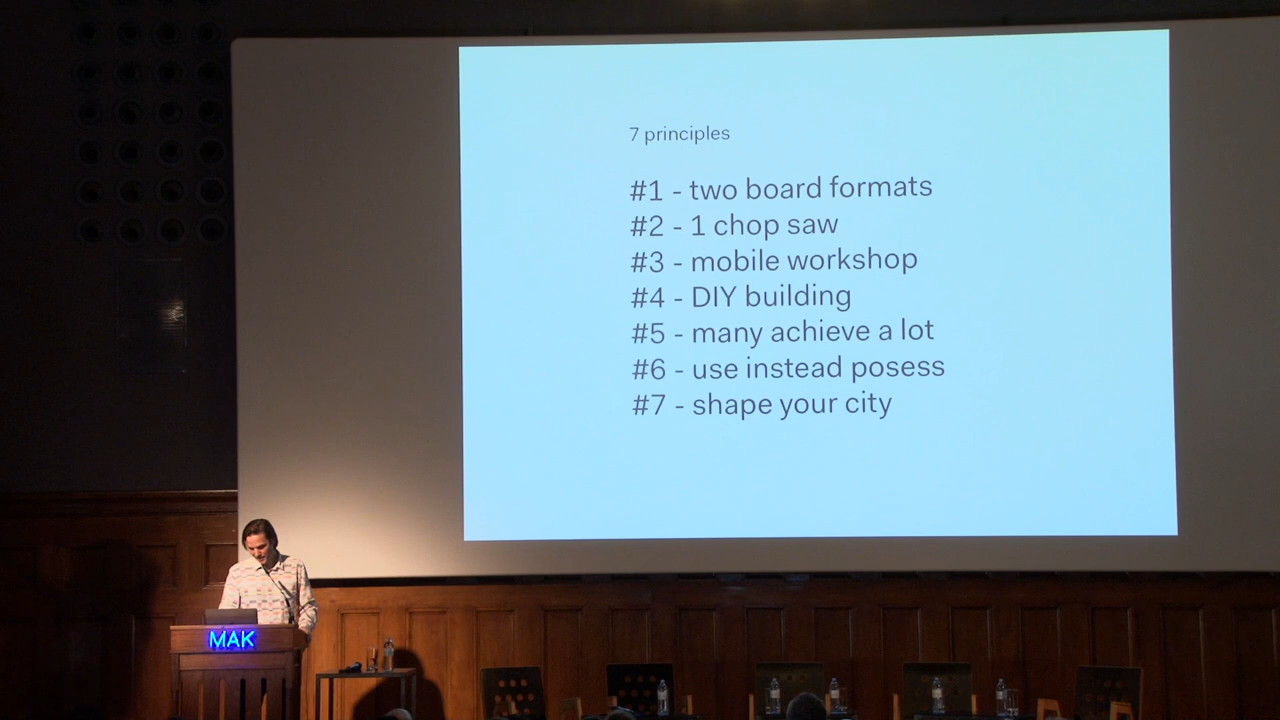 7 principles
#1 - two board formats
#2 - 1 chop saw
#3 - mobile workshop
#4 - DIY building
#5 - many achieve a lot
#6 - use instead posess
#7 - shape your city
MAK